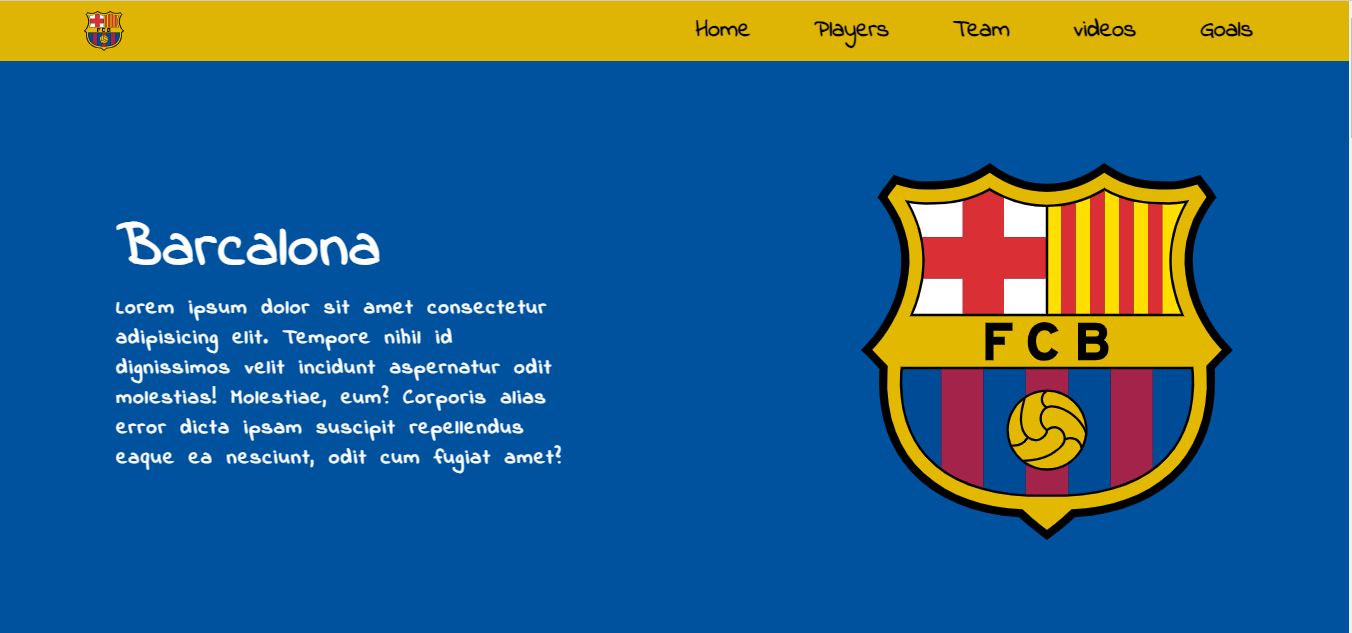 Home Players Team videos Goals
Barcalona
Lorem ipsum dolor sit amet consectetur
adipisicing elit. Tempore nihil id
dignissimos velit incidunt aspernatur odit
molestias! Molestiae, eum? Corporis alias
error dicta ipsam suscipit repellendus
eaque ea nesciunt, odit cum fugiat amet?
FCB